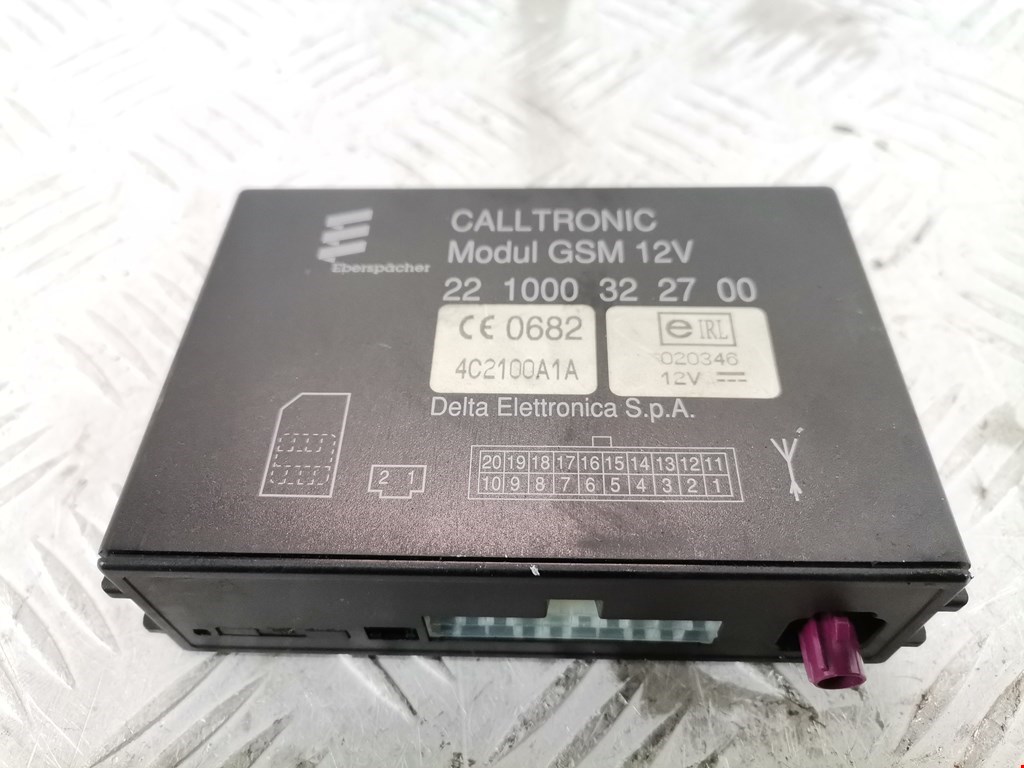 Eberspächer
CALLTRONIC
Modul GSM 12V
22 1000 32 27 00
CE 0682
4C2100A1A
e IRL
020346
12V
Delta Elettronica S.p.A.
2 1
20 19 18 17 16 15 14 13 12 11
10 9 8 7 6 5 4 3 2 1